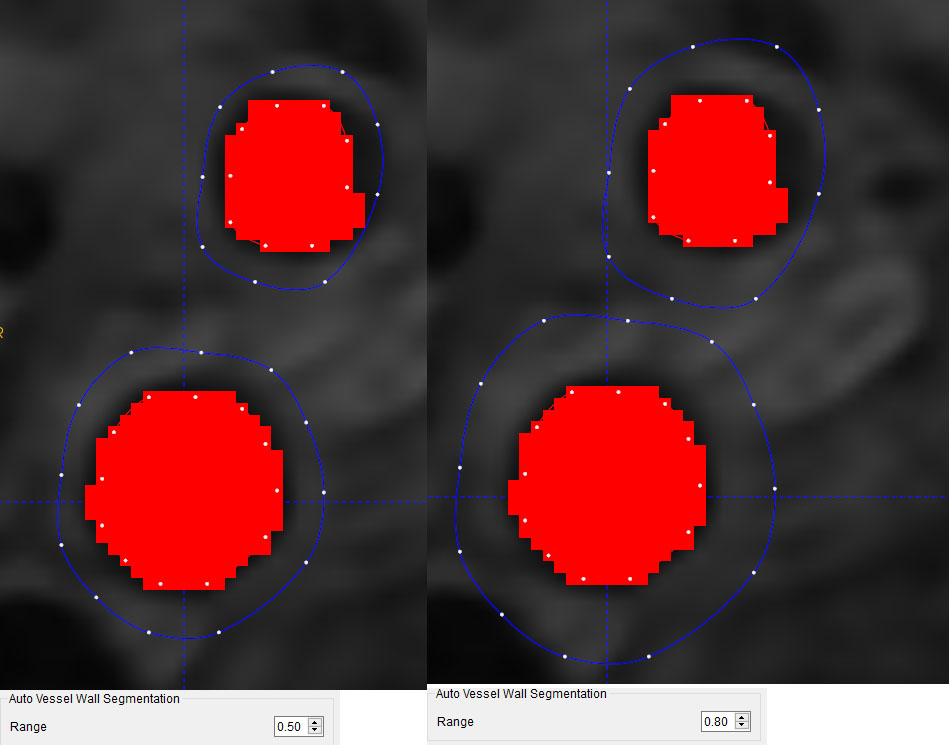 Auto Vessel Wall Segmentation
Range 0.50
Auto Vessel Wall Segmentation
Range 0.80